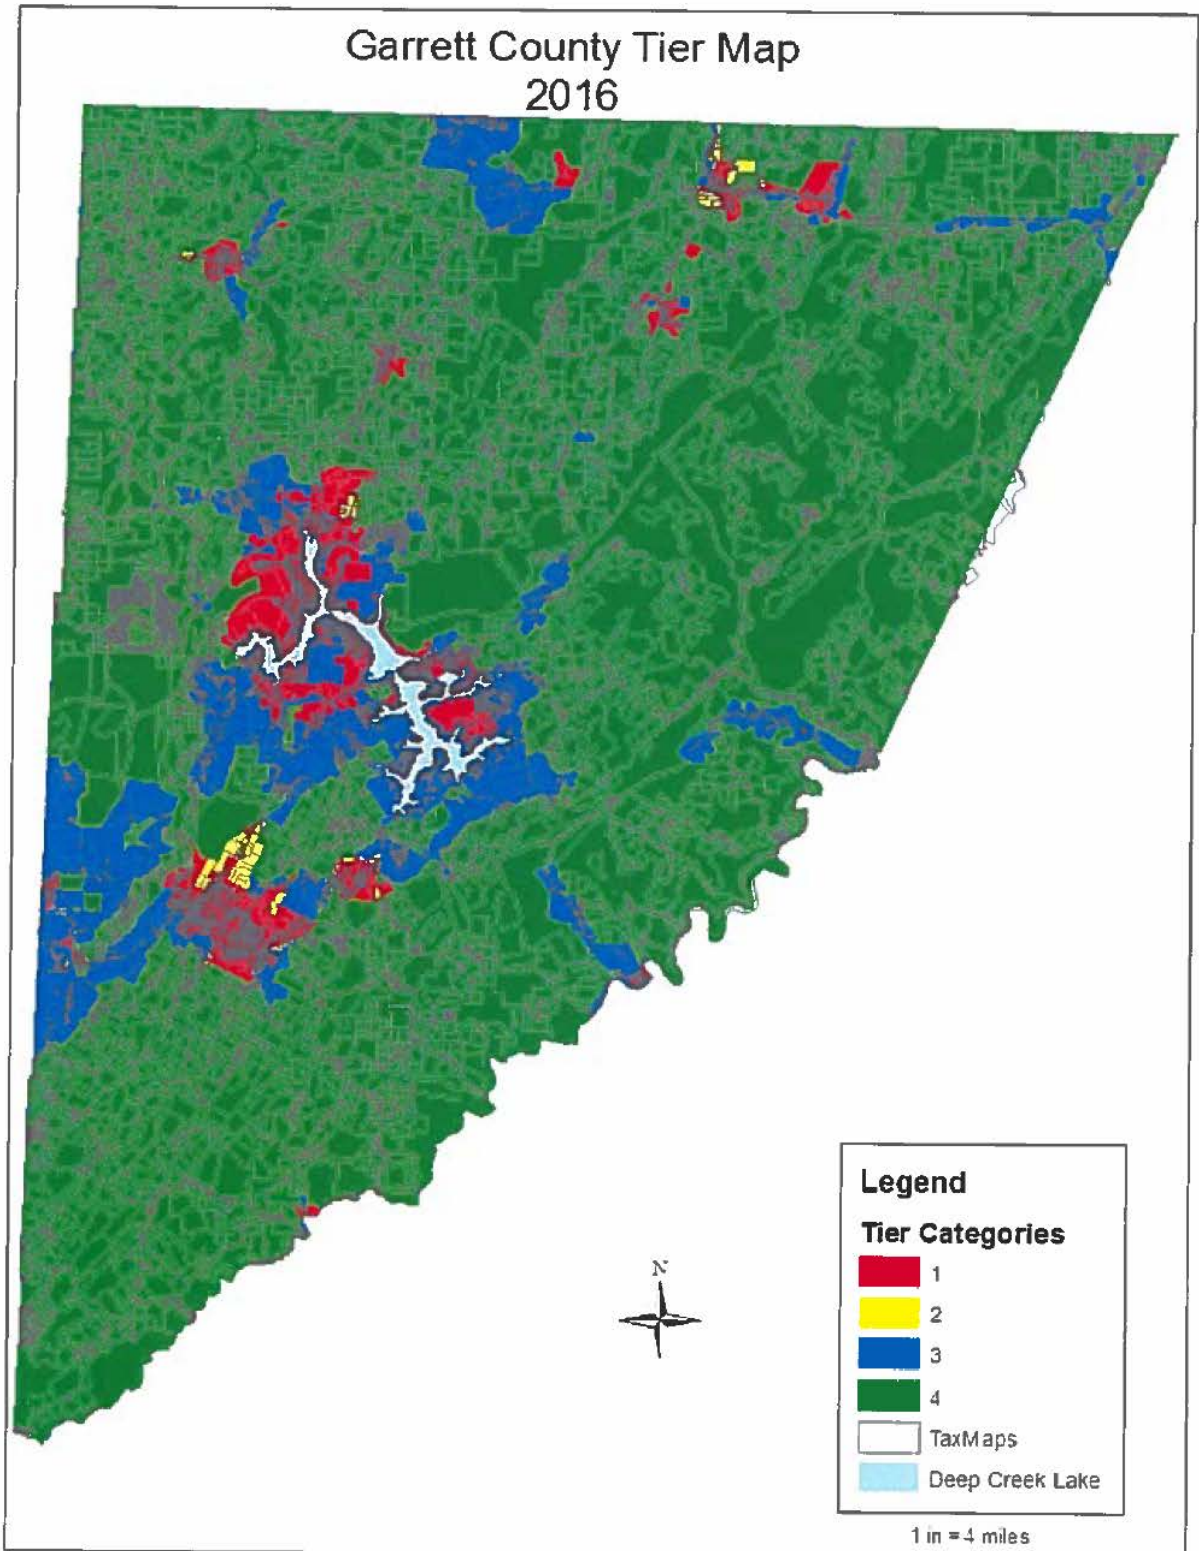 Garrett County Tier Map
2016
N
Legend
Tier Categories
1
2
3
4
TaxMaps
Deep Creek Lake
1 in = 4 miles